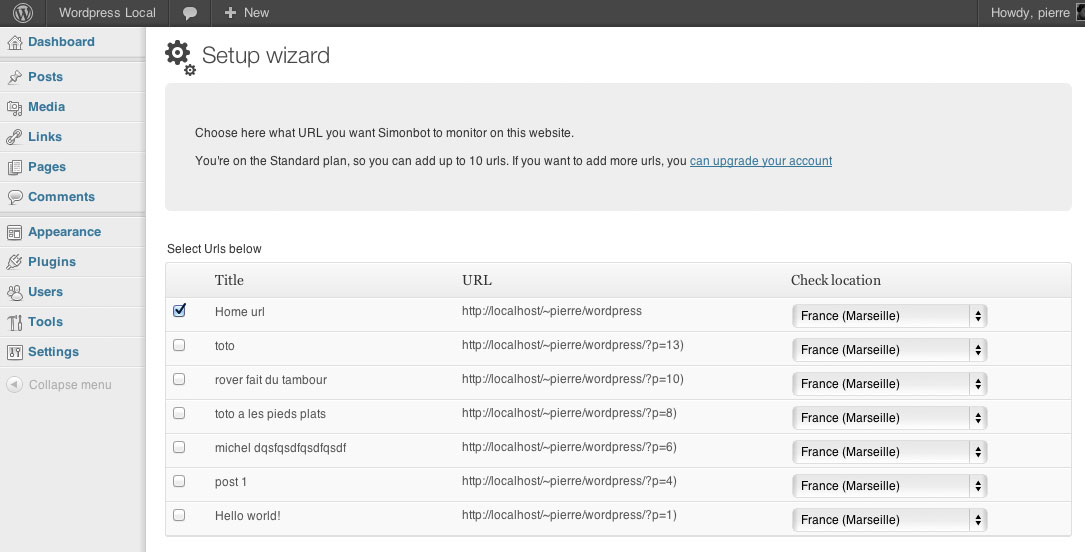 Wordpress Local
New
Howdy, pierre
Dashboard
Posts
Media
Links
Pages
Comments
Appearance
Plugins
Users
Tools
Settings
Collapse menu
Setup wizard
Choose here what URL you want Simonbot to monitor on this website.
You're on the Standard plan, so you can add up to 10 urls. If you want to add more urls, you can upgrade your account
Select Urls below
Title URL Check location
Home url http://localhost/~pierre/wordpress France (Marseille)
toto http://localhost/~pierre/wordpress/?p=13) France (Marseille)
rover fait du tambour http://localhost/~pierre/wordpress/?p=10) France (Marseille)
toto a les pieds plats http://localhost/~pierre/wordpress/?p=8) France (Marseille)
michel dqsfqsdfqsdfqsdf http://localhost/~pierre/wordpress/?p=6) France (Marseille)
post 1 http://localhost/~pierre/wordpress/?p=4) France (Marseille)
Hello world! http://localhost/~pierre/wordpress/?p=1) France (Marseille)